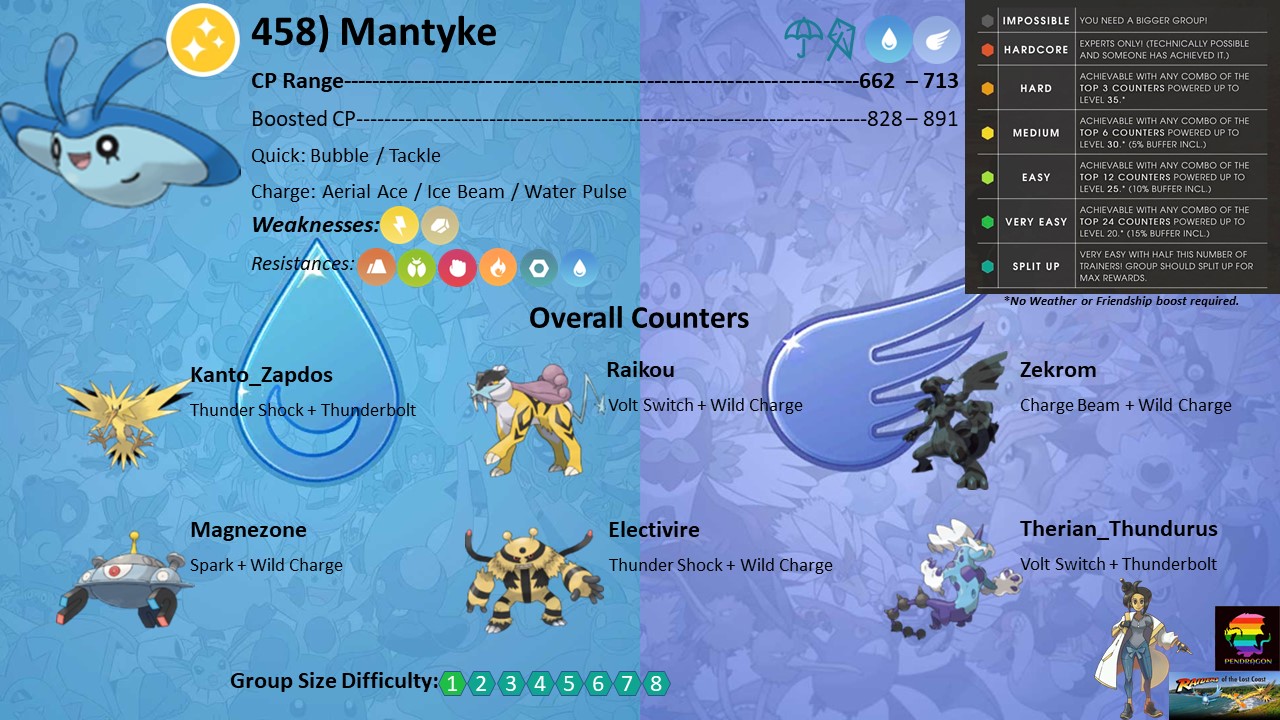 458) Mantyke
CP Range 662 – 713
Boosted CP 828 – 891
Quick: Bubble / Tackle
Charge: Aerial Ace / Ice Beam / Water Pulse
Weaknesses:
Resistances:
IMPOSSIBLE YOU NEED A BIGGER GROUP!
HARDCORE EXPERTS ONLY! (TECHNICALLY POSSIBLE
AND SOMEONE HAS ACHIEVED IT.)
HARD ACHIEVABLE WITH ANY COMBO OF THE
TOP 3 COUNTERS POWERED UP TO
LEVEL 35.*
MEDIUM ACHIEVABLE WITH ANY COMBO OF THE
TOP 6 COUNTERS POWERED UP TO
LEVEL 30.* (5% BUFFER INCL.)
EASY ACHIEVABLE WITH ANY COMBO OF THE
TOP 12 COUNTERS POWERED UP TO
LEVEL 25.* (10% BUFFER INCL.)
VERY EASY ACHIEVABLE WITH ANY COMBO OF THE
TOP 24 COUNTERS POWERED UP TO
LEVEL 20.* (15% BUFFER INCL.)
SPLIT UP VERY EASY WITH HALF THIS NUMBER OF
TRAINERS! GROUP SHOULD SPLIT UP FOR
MAX REWARDS.
*No Weather or Friendship boost required.
Overall Counters
Kanto_Zapdos
Thunder Shock + Thunderbolt
Raikou
Volt Switch + Wild Charge
Zekrom
Charge Beam + Wild Charge
Magnezone
Spark + Wild Charge
Electivire
Thunder Shock + Wild Charge
Therian_Thundurus
Volt Switch + Thunderbolt
PENDRAGON
RAIDERS of the Lost Coast
Group Size Difficulty: 1 2 3 4 5 6 7 8